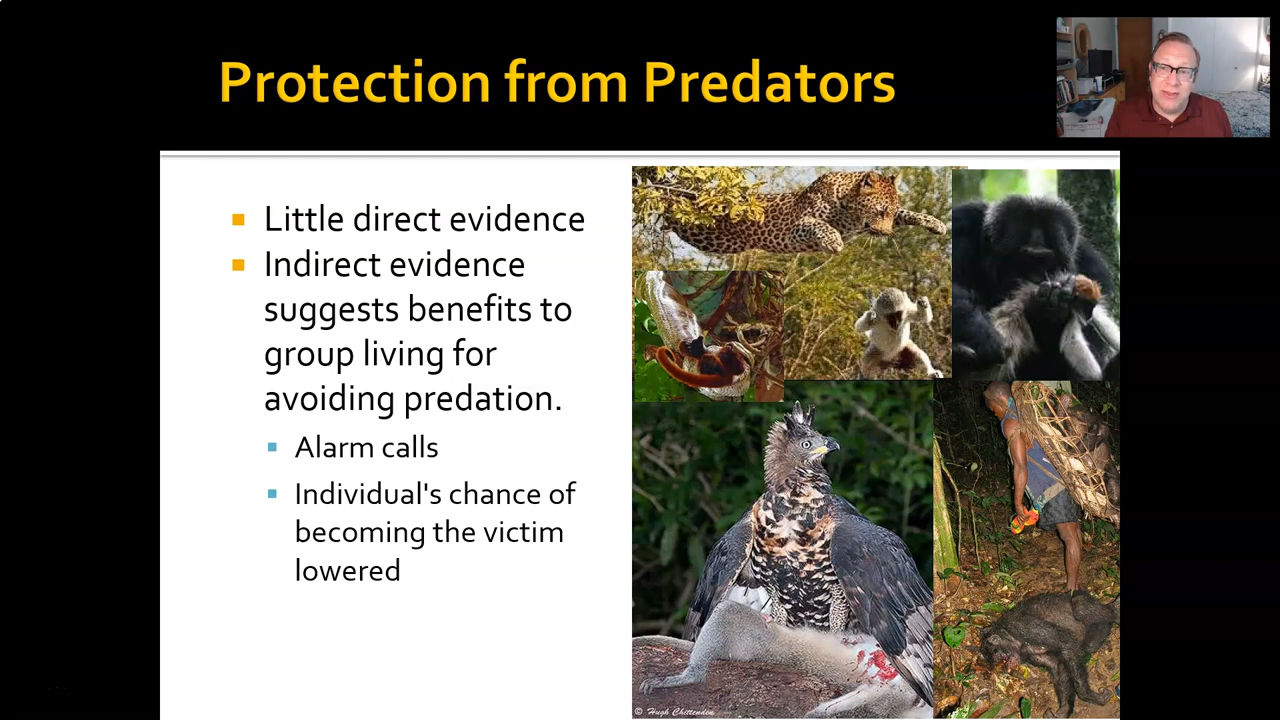 Protection from Predators
Little direct evidence
Indirect evidence
suggests benefits to
group living for
avoiding predation.
Alarm calls
Individual's chance of
becoming the victim
lowered
© Hugh Chittenden